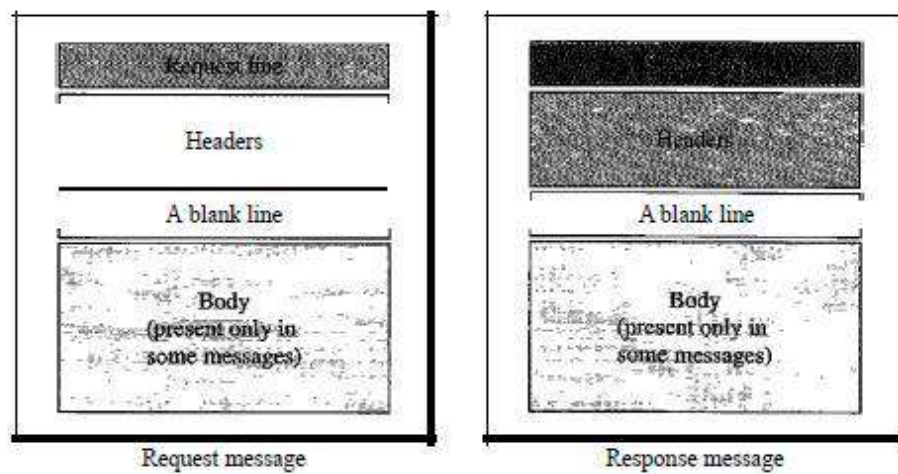 Request line
Headers
A blank line
Body
(present only in
some messages)
Request message
Headers
A blank line
Body
(present only in
some messages)
Response message